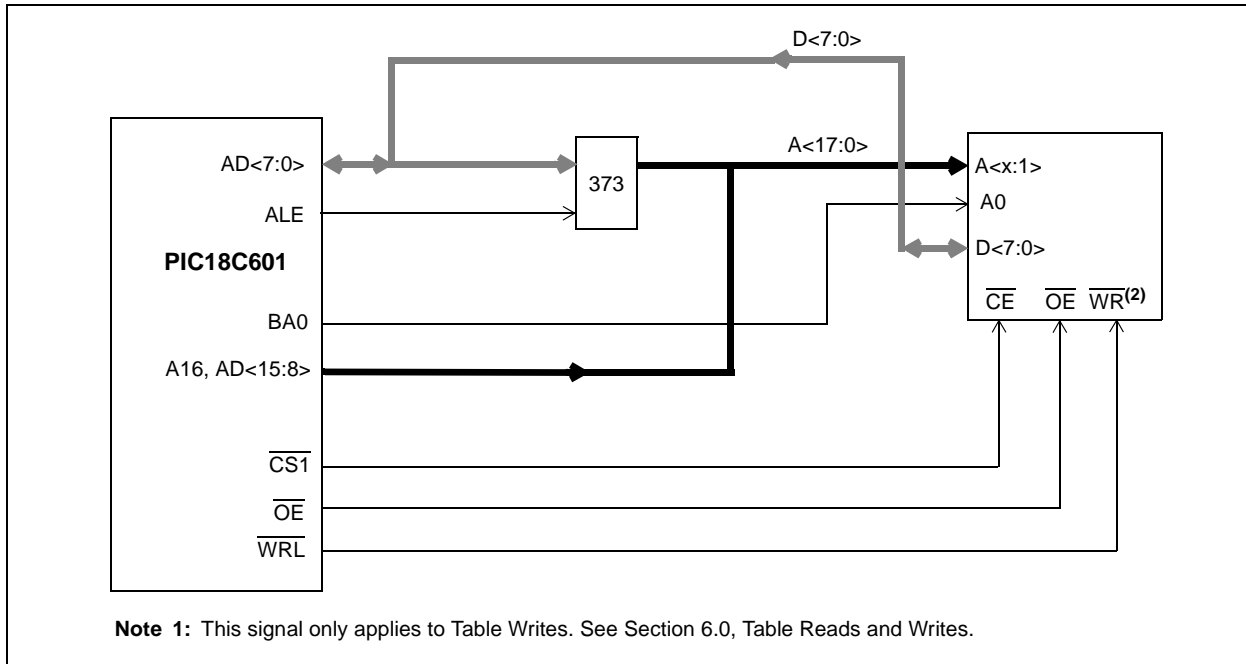 D<7:0>
AD<7:0>
373
A<17:0>
A<x:1>
ALE
A0
PIC18C601
D<7:0>
CE OE WR(2)
BA0
A16, AD<15:8>
CS1
OE
WRL
Note 1: This signal only applies to Table Writes. See Section 6.0, Table Reads and Writes.